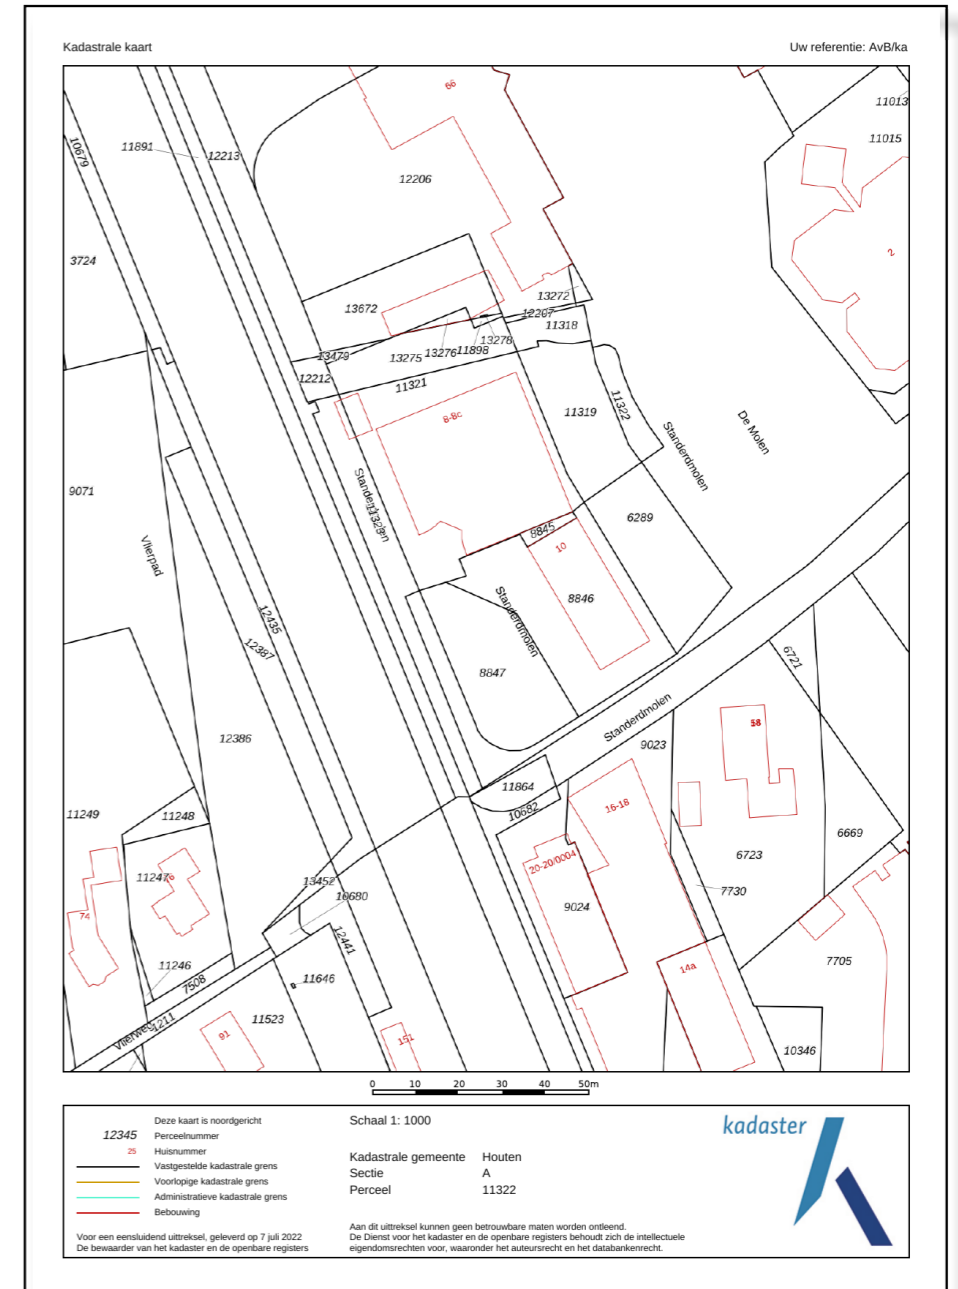 Kadastrale kaart
Uw referentie: AvB/ka
66
11013
11015
10679
11891
12213
12206
2
3724
13672
13272
12207
11318
13278
13479
13275
13276
11898
12212
11321
11322
11319
8-8c
De Molen
Standerdmolen
9071
11323
6289
8845
10
Vlierpad
8846
Standerdmolen
12435
12387
6721
8847
Standerdmolen
12386
58
9023
11864
10682
16-18
11249
11248
6669
20-20/0004
6723
11247
76
13452
7730
10680
9024
74
12441
7705
11246
14a
7508
11646
11523
Vlierweg
1211
91
151
10346
0 10 20 30 40 50m
Deze kaart is noordgericht
12345 Perceelnummer
25 Huisnummer
Vastgestelde kadastrale grens
Voorlopige kadastrale grens
Administratieve kadastrale grens
Bebouwing
Voor een eensluidend uittreksel, geleverd op 7 juli 2022
De bewaarder van het kadaster en de openbare registers
Schaal 1: 1000
Kadastrale gemeente Houten
Sectie A
Perceel 11322
Aan dit uittreksel kunnen geen betrouwbare maten worden ontleend.
De Dienst voor het kadaster en de openbare registers behoudt zich de intellectuele
eigendomsrechten voor, waaronder het auteursrecht en het databankenrecht.
kadaster